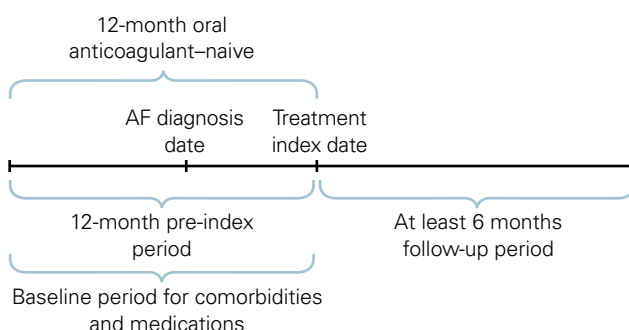 12-month oral
anticoagulant–naive
AF diagnosis
date
Treatment
index date
12-month pre-index
period
At least 6 months
follow-up period
Baseline period for comorbidities
and medications